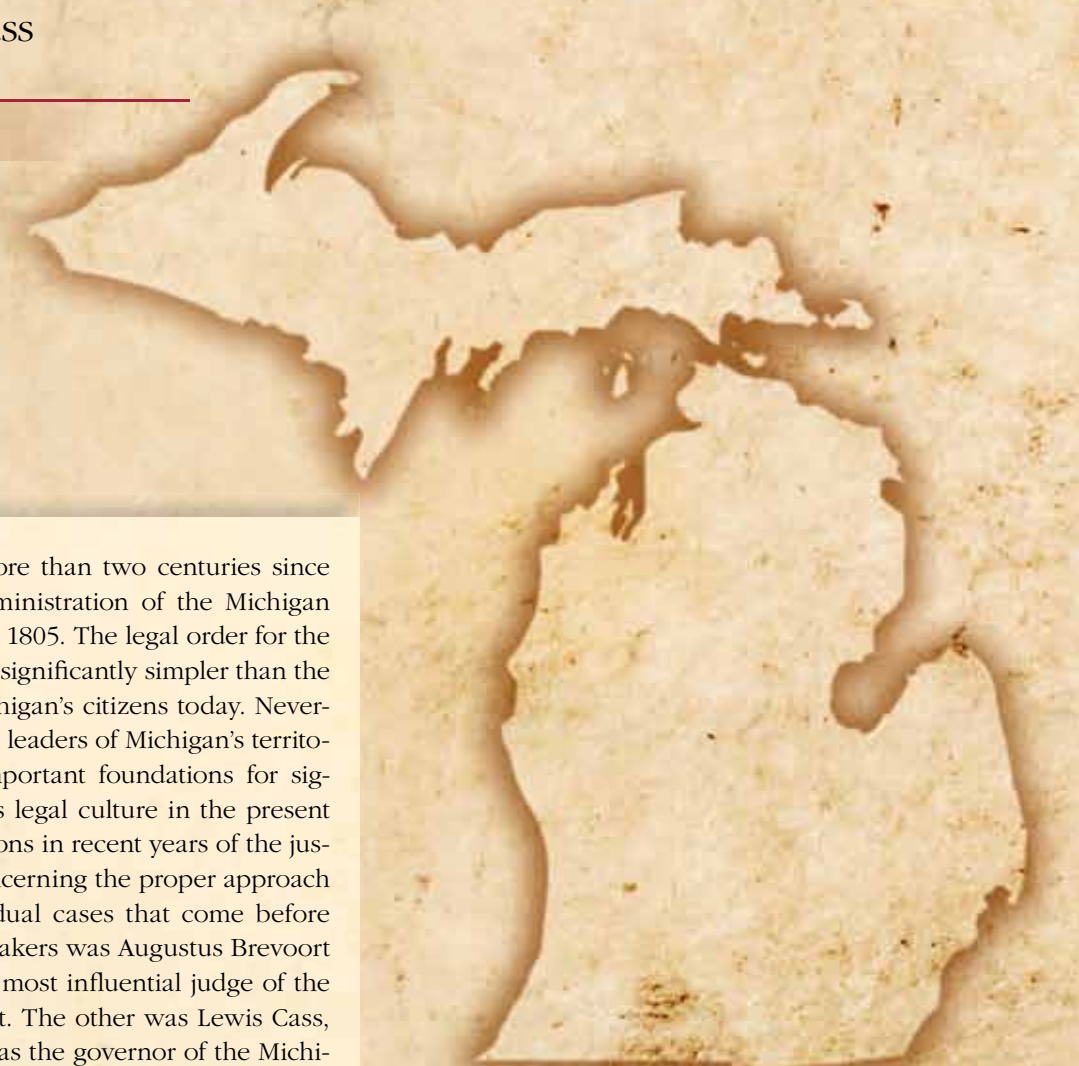 ss
ore than two centuries since
ministration of the Michigan
1805. The legal order for the
significantly simpler than the
higan's citizens today. Never-
leaders of Michigan's territo-
portant foundations for sig-
s legal culture in the present
ons in recent years of the jus-
cerning the proper approach
dual cases that come before
akers was Augustus Brevoort
most influential judge of the
t. The other was Lewis Cass,
as the governor of the Michi-